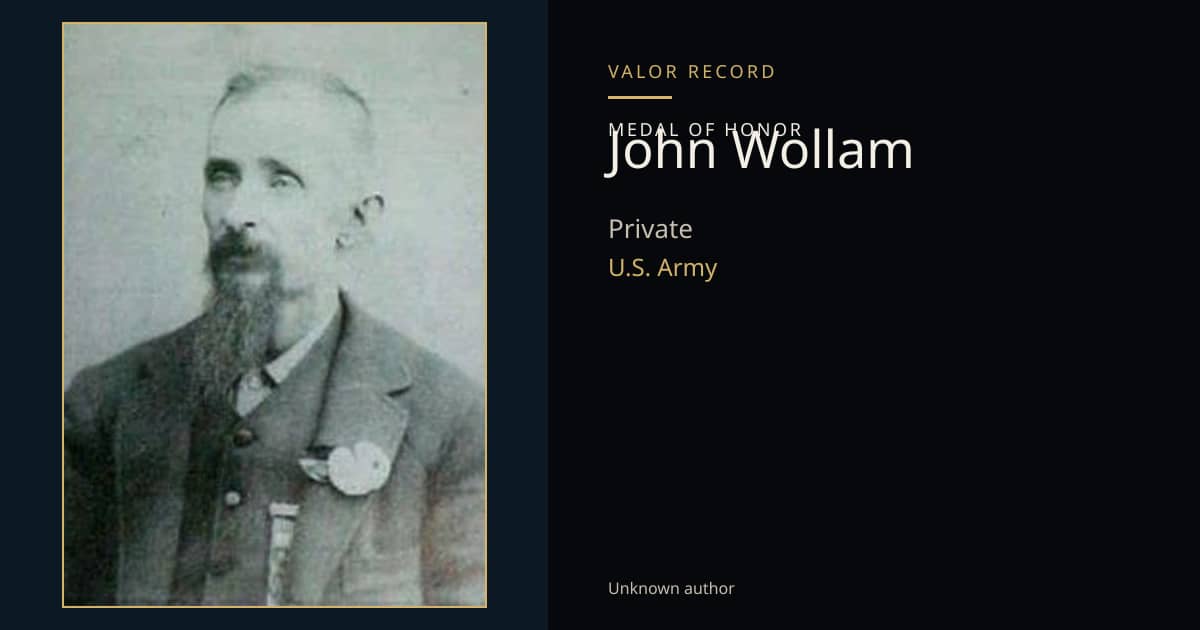 VALOR RECORD
MEDAL OF HONOR
John Wollam
Private
U.S. Army
Unknown author